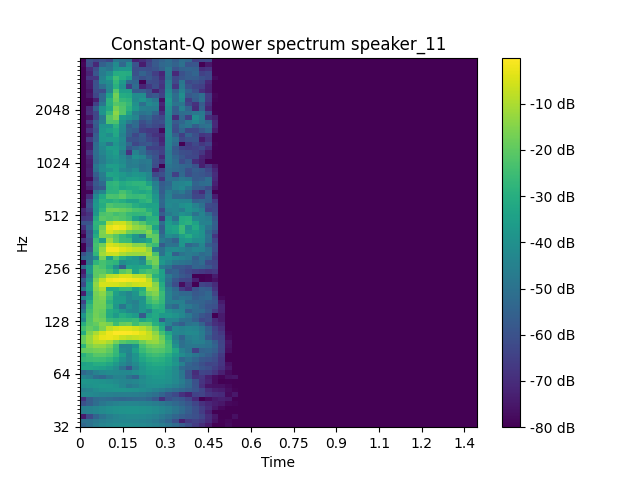 Constant-Q power spectrum speaker_11
Hz
2048
1024
512
256
128
64
32
0 0.15 0.3 0.45 0.6 0.75 0.9 1.1 1.2 1.4
Time
-10 dB
-20 dB
-30 dB
-40 dB
-50 dB
-60 dB
-70 dB
-80 dB